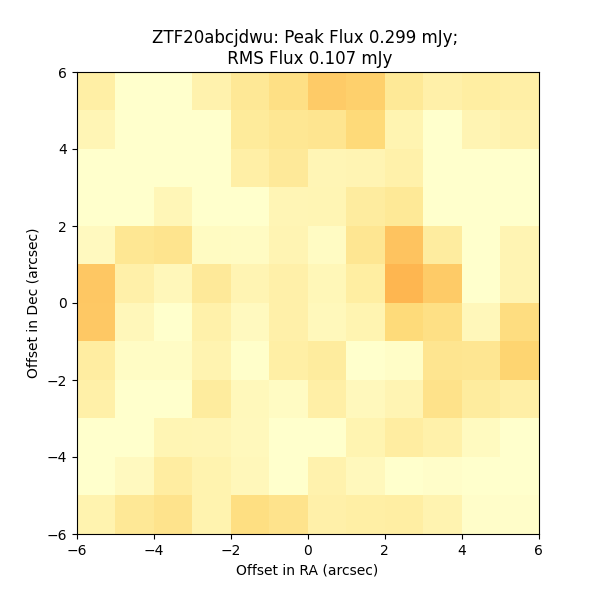 ZTF20abcjdwu: Peak Flux 0.299 mJy;
RMS Flux 0.107 mJy
6
4
2
0
−2
−4
−6
Offset in Dec (arcsec)
−6 −4 −2 0 2 4 6
Offset in RA (arcsec)